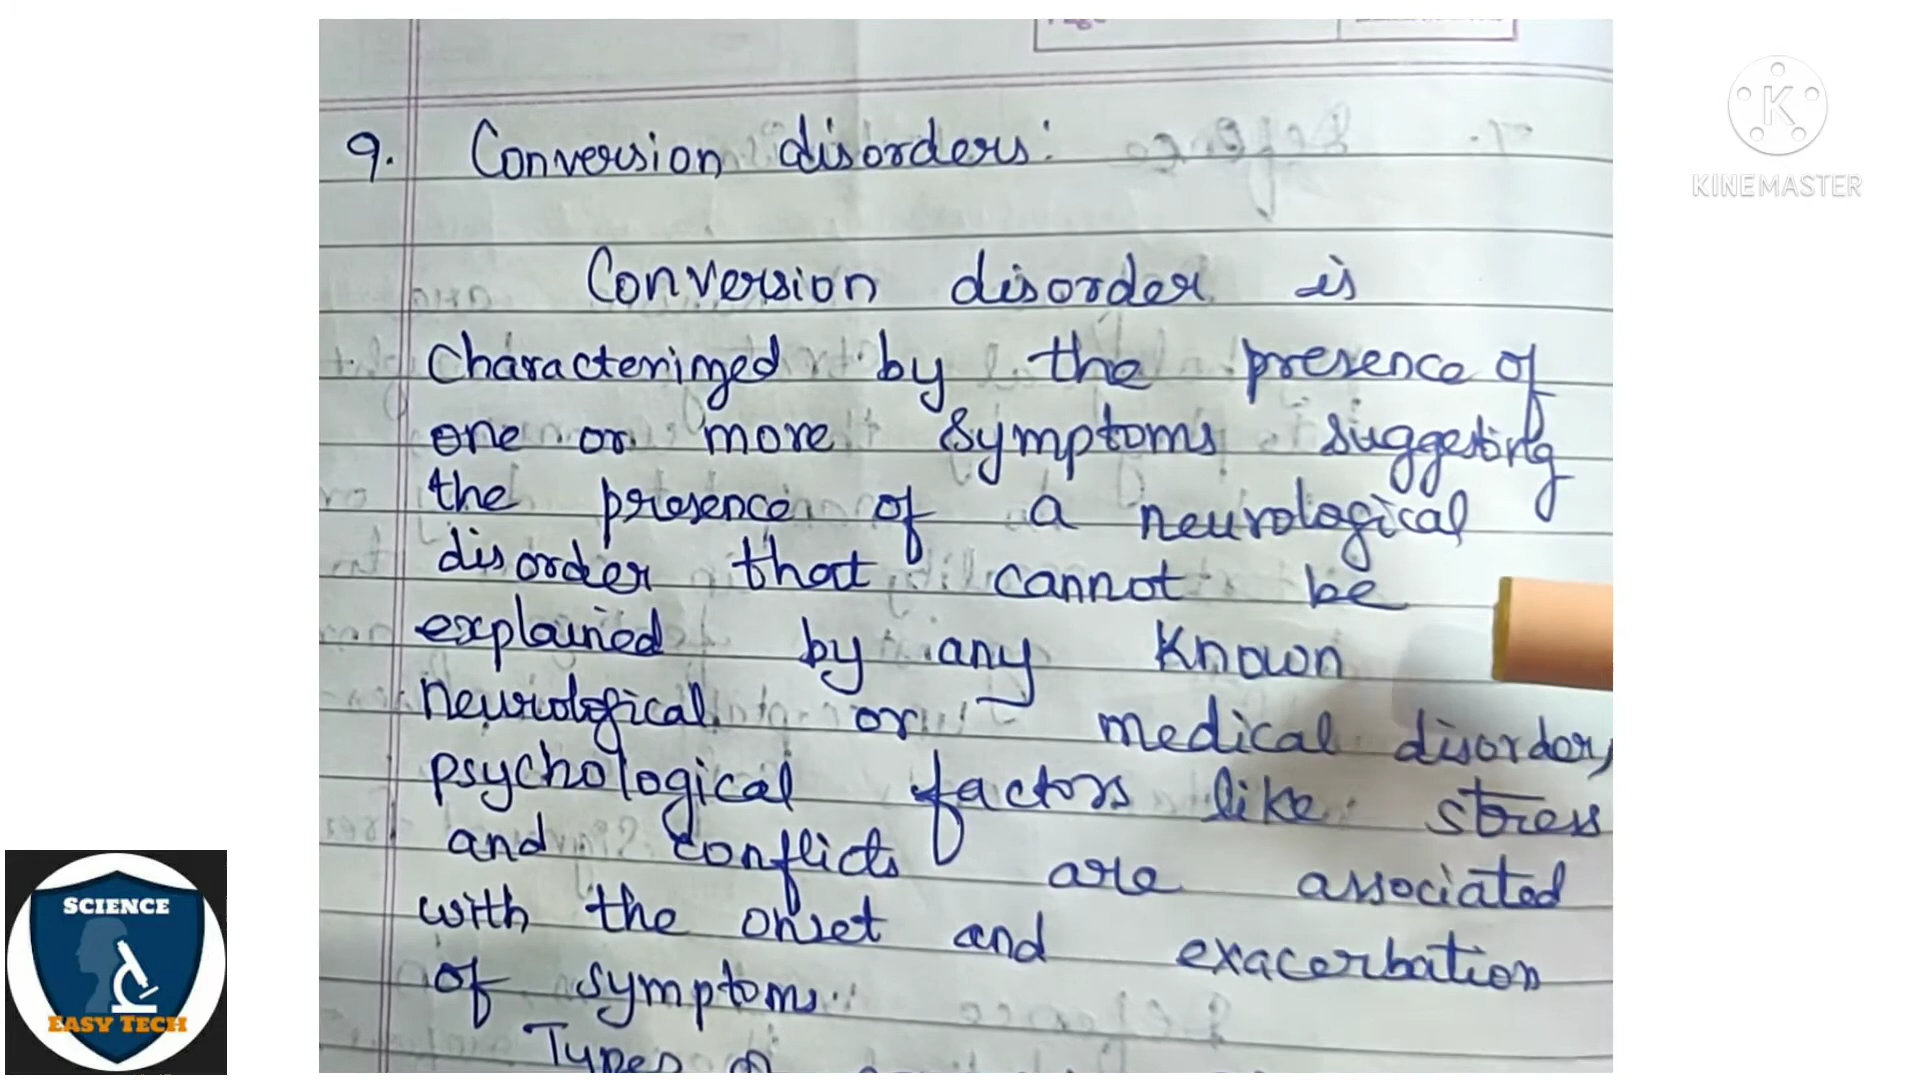 9. Conversion disorders:
Conversion disorder is
characterized by the presence of
one or more symptoms suggesting
the presence of a neurological
disorder that cannot be
explained by any known
neurological or medical disorder,
psychological factors like stress
and conflicts are associated
with the onset and exacerbation
of symptoms.
Types of
KINEMASTER
SCIENCE
EASY TECH